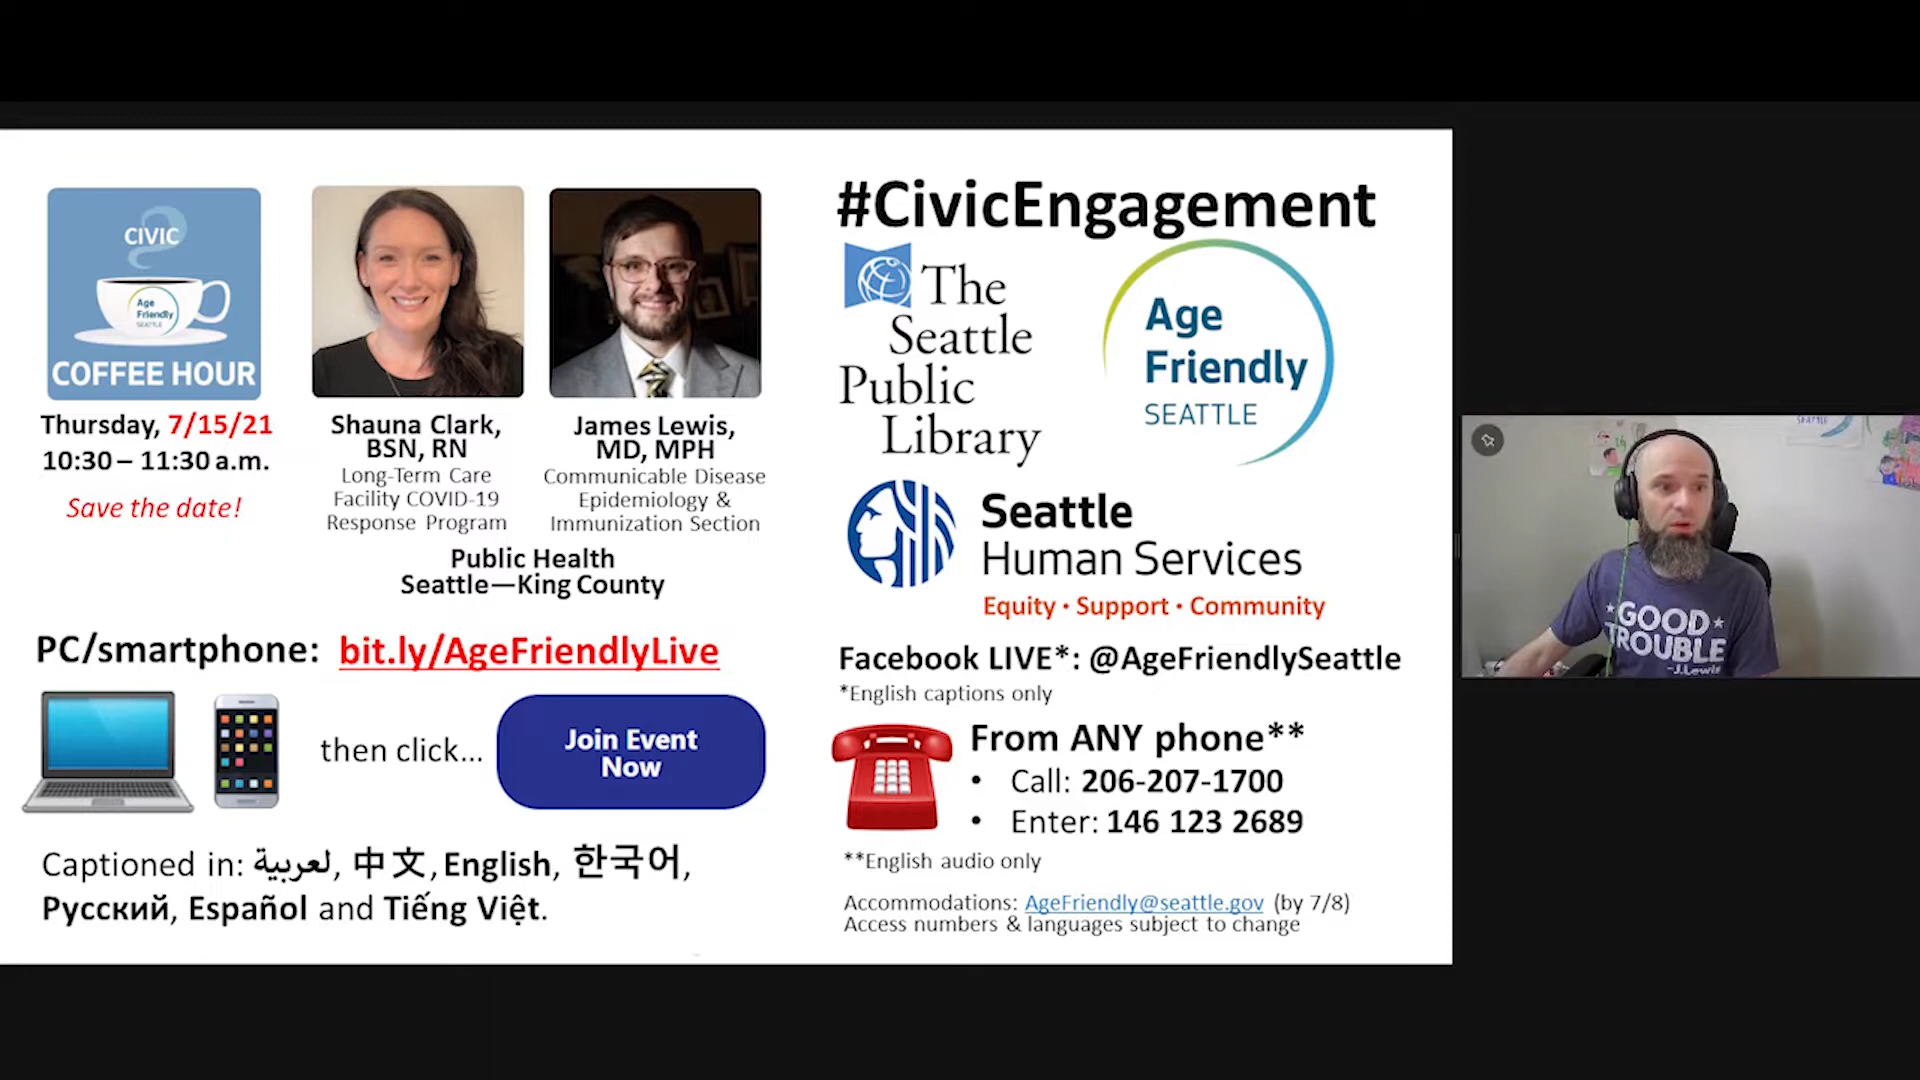 CIVIC
Age
Friendly
SEATTLE
COFFEE HOUR
Thursday, 7/15/21
10:30 – 11:30 a.m.
Save the date!
Shauna Clark,
BSN, RN
Long-Term Care
Facility COVID-19
Response Program
James Lewis,
MD, MPH
Communicable Disease
Epidemiology &
Immunization Section
Public Health
Seattle—King County
PC/smartphone: bit.ly/AgeFriendlyLive
then click...
Join Event
Now
Captioned in: لعربية, 中文, English, 한국어,
Русский, Español and Tiếng Việt.
#CivicEngagement
The
Seattle
Public
Library
Age
Friendly
SEATTLE
Seattle
Human Services
Equity • Support • Community
Facebook LIVE*: @AgeFriendlySeattle
*English captions only
From ANY phone**
• Call: 206-207-1700
• Enter: 146 123 2689
**English audio only
Accommodations: AgeFriendly@seattle.gov (by 7/8)
Access numbers & languages subject to change
SEATTLE
GOOD
TROUBLE
-J.Lewis